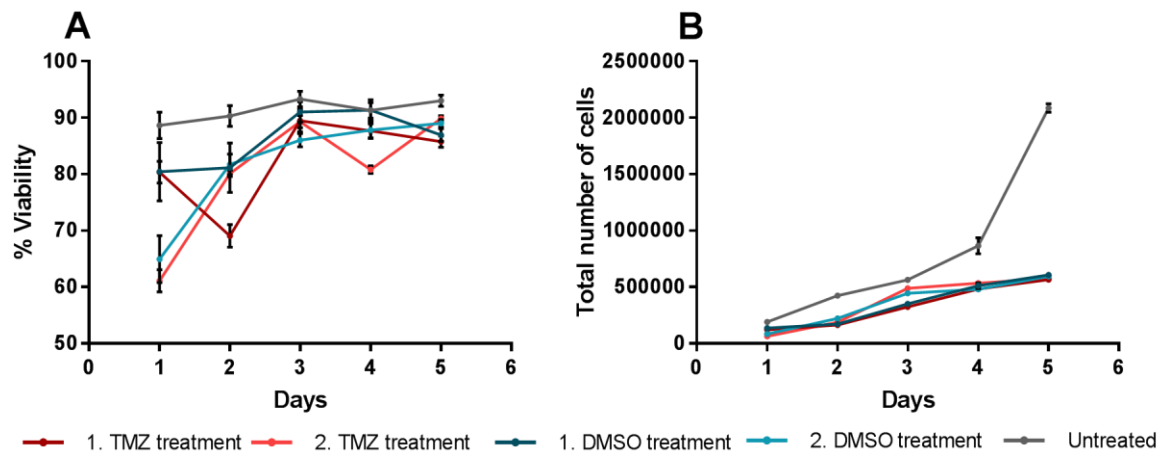 A
100
90
80
70
60
50
% Viability
0 1 2 3 4 5 6
Days
B
2500000
2000000
1500000
1000000
500000
0
Total number of cells
0 1 2 3 4 5 6
Days
1. TMZ treatment 2. TMZ treatment 1. DMSO treatment 2. DMSO treatment Untreated